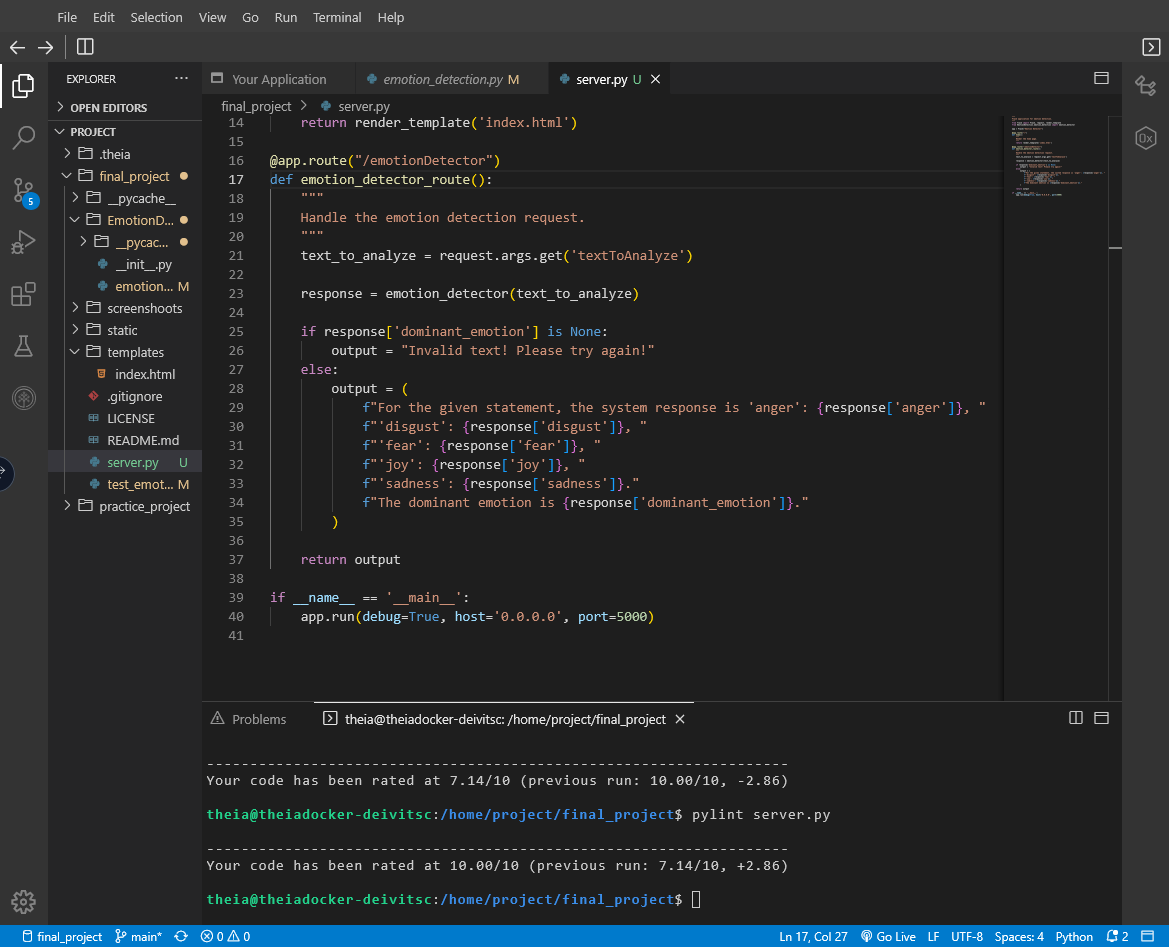 File Edit Selection View Go Run Terminal Help
EXPLORER ...
OPEN EDITORS
PROJECT
.theia
final_project
__pycache__
EmotionD...
__pycac...
__init__.py
emotion... M
screenshoots
static
templates
index.html
.gitignore
LICENSE
README.md
server.py U
test_emot... M
practice_project
5
Your Application emotion_detection.py M server.py U
final_project > server.py
14 return render_template('index.html')
15
16 @app.route("/emotionDetector")
17 def emotion_detector_route():
18 """
19 Handle the emotion detection request.
20 """
21 text_to_analyze = request.args.get('textToAnalyze')
22
23 response = emotion_detector(text_to_analyze)
24
25 if response['dominant_emotion'] is None:
26 output = "Invalid text! Please try again!"
27 else:
28 output = (
29 f"For the given statement, the system response is 'anger': {response['anger']}, "
30 f"'disgust': {response['disgust']}, "
31 f"'fear': {response['fear']}, "
32 f"'joy': {response['joy']}, "
33 f"'sadness': {response['sadness']}."
34 f"The dominant emotion is {response['dominant_emotion']}."
35 )
36
37 return output
38
39 if __name__ == '__main__':
40 app.run(debug=True, host='0.0.0.0', port=5000)
41
0x
Problems theia@theiadocker-deivitsc: /home/project/final_project
--------------------------------------------------------------------
Your code has been rated at 7.14/10 (previous run: 10.00/10, -2.86)
theia@theiadocker-deivitsc:/home/project/final_project$ pylint server.py
--------------------------------------------------------------------
Your code has been rated at 10.00/10 (previous run: 7.14/10, +2.86)
theia@theiadocker-deivitsc:/home/project/final_project$
final_project main* 0 0 Ln 17, Col 27 Go Live LF UTF-8 Spaces: 4 Python 2